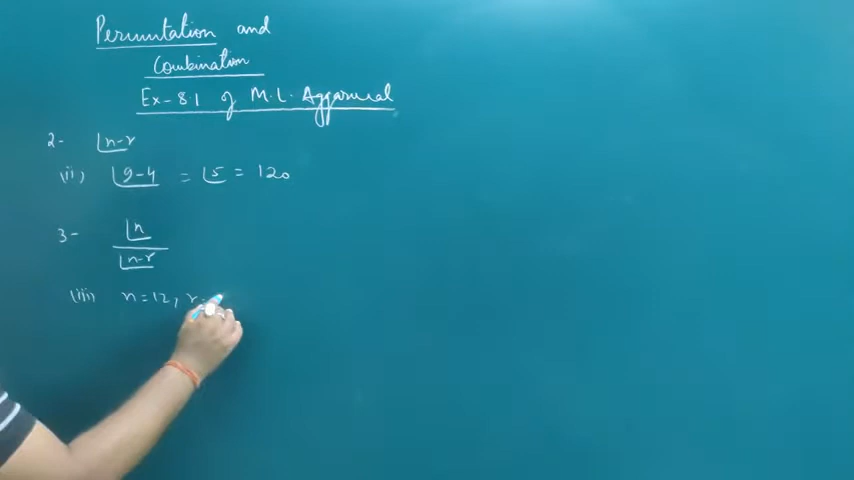 Permutation and
Combination
Ex-8.1 of M.L. Aggarwal
2- ⌊n-r
(ii) ⌊9-4 = ⌊5 = 120
3- ⌊n
⌊n-r
(iii) n=12, r=